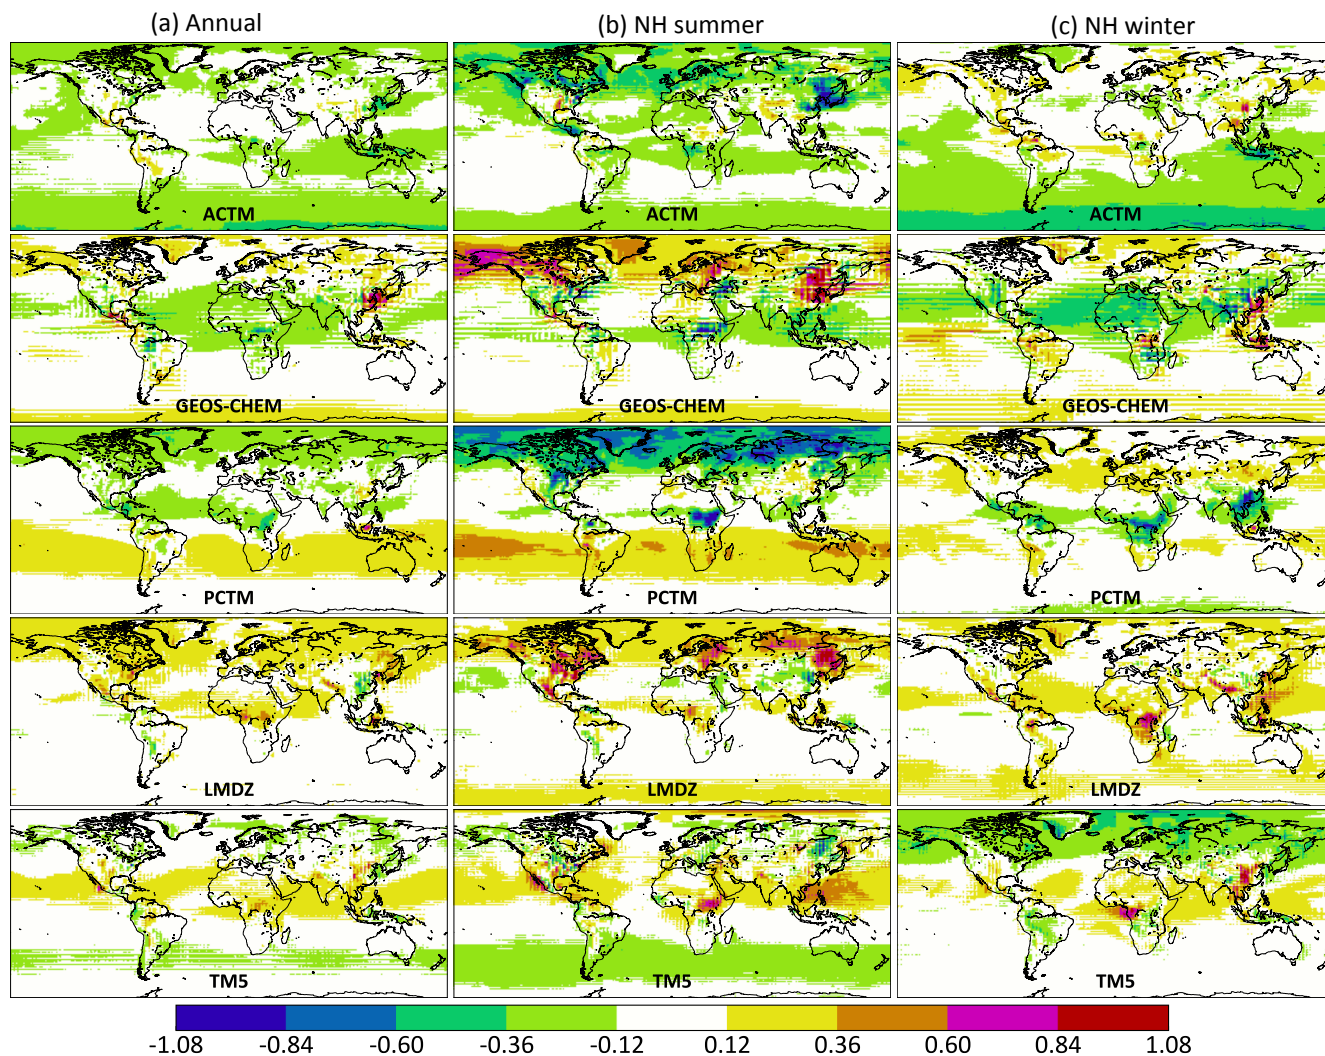 (a) Annual (b) NH summer (c) NH winter
ACTM ACTM ACTM
GEOS-CHEM GEOS-CHEM GEOS-CHEM
PCTM PCTM PCTM
LMDZ LMDZ LMDZ
TM5 TM5 TM5
-1.08 -0.84 -0.60 -0.36 -0.12 0.12 0.36 0.60 0.84 1.08